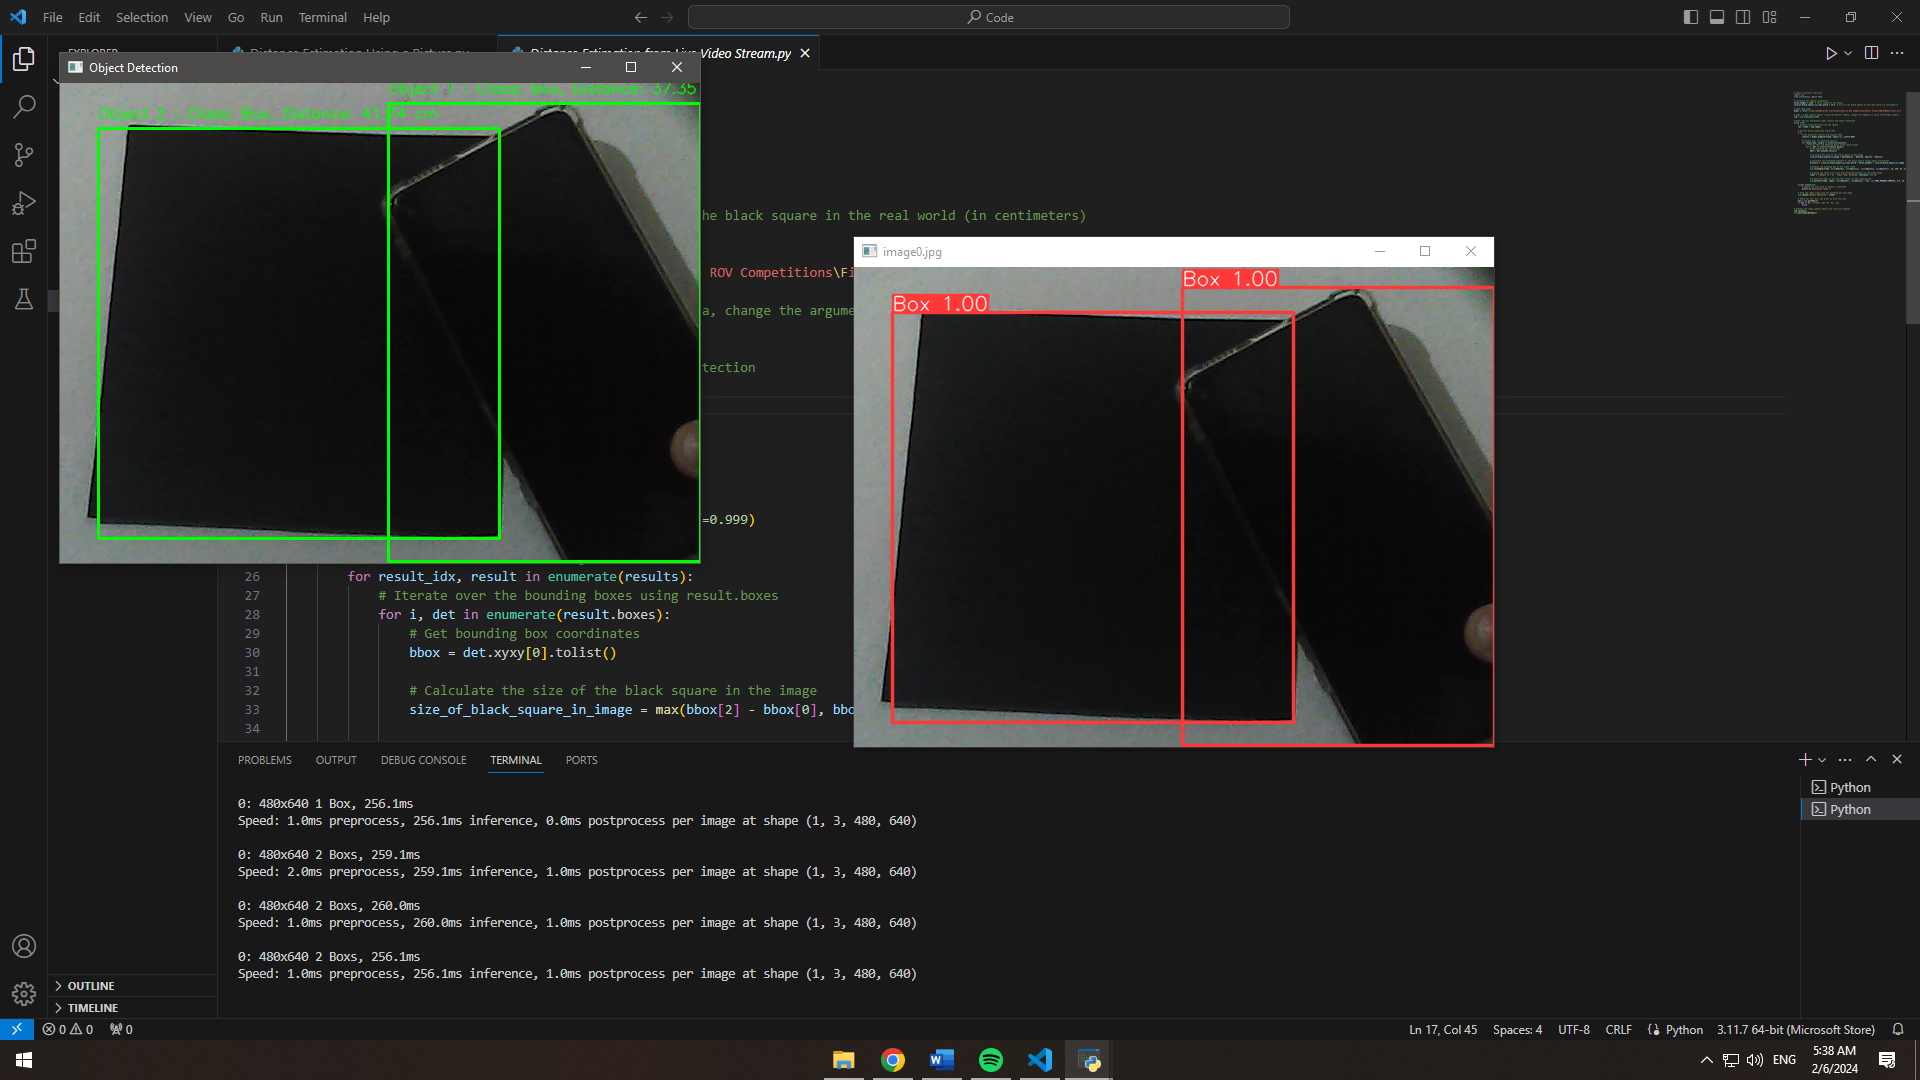 File Edit Selection View Go Run Terminal Help
Code
EXPLORER
Distance Estimation Using a Picture.py
Distance Estimation from Live Video Stream.py
Object Detection
Object 1 : Class: Box, Distance: 37.35
Object 2 : Class: Box, Distance: 41.74 cm
he black square in the real world (in centimeters)
image0.jpg
ROV Competitions\Fi
Box 1.00
Box 1.00
a, change the argume
tection
=0.999)
26 for result_idx, result in enumerate(results):
27 # Iterate over the bounding boxes using result.boxes
28 for i, det in enumerate(result.boxes):
29 # Get bounding box coordinates
30 bbox = det.xyxy[0].tolist()
31
32 # Calculate the size of the black square in the image
33 size_of_black_square_in_image = max(bbox[2] - bbox[0], bbo
34
PROBLEMS OUTPUT DEBUG CONSOLE TERMINAL PORTS
Python
Python
0: 480x640 1 Box, 256.1ms
Speed: 1.0ms preprocess, 256.1ms inference, 0.0ms postprocess per image at shape (1, 3, 480, 640)
0: 480x640 2 Boxs, 259.1ms
Speed: 2.0ms preprocess, 259.1ms inference, 1.0ms postprocess per image at shape (1, 3, 480, 640)
0: 480x640 2 Boxs, 260.0ms
Speed: 1.0ms preprocess, 260.0ms inference, 1.0ms postprocess per image at shape (1, 3, 480, 640)
0: 480x640 2 Boxs, 256.1ms
Speed: 1.0ms preprocess, 256.1ms inference, 1.0ms postprocess per image at shape (1, 3, 480, 640)
OUTLINE
TIMELINE
0 0 0
Ln 17, Col 45 Spaces: 4 UTF-8 CRLF Python 3.11.7 64-bit (Microsoft Store)
ENG
5:38 AM
2/6/2024